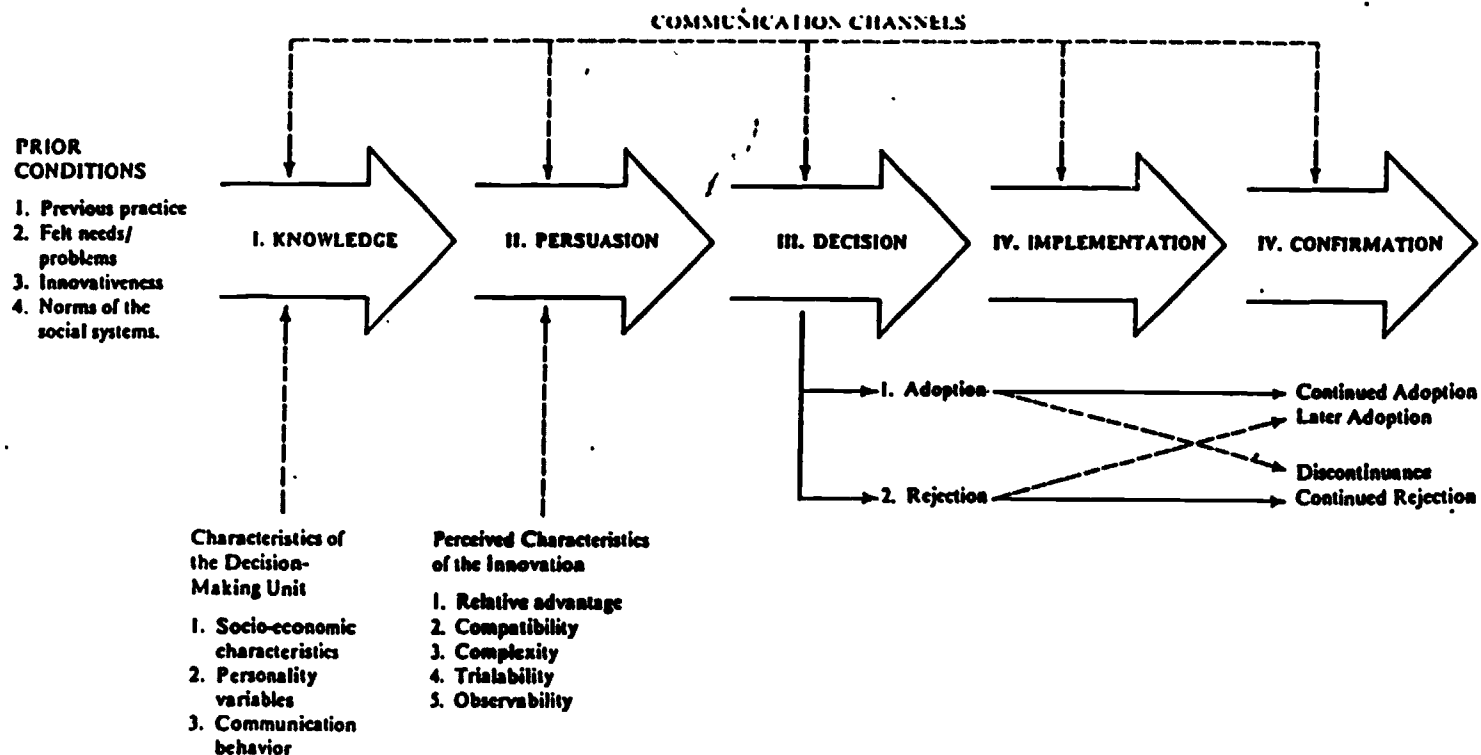 COMMUNICATION CHANNELS
PRIOR
CONDITIONS
1. Previous practice
2. Felt needs/
problems
3. Innovativeness
4. Norms of the
social systems.
I. KNOWLEDGE
II. PERSUASION
III. DECISION
IV. IMPLEMENTATION
IV. CONFIRMATION
1. Adoption
2. Rejection
Continued Adoption
Later Adoption
Discontinuance
Continued Rejection
Characteristics of
the Decision-
Making Unit
1. Socio-economic
characteristics
2. Personality
variables
3. Communication
behavior
Perceived Characteristics
of the Innovation
1. Relative advantage
2. Compatibility
3. Complexity
4. Trialability
5. Observability